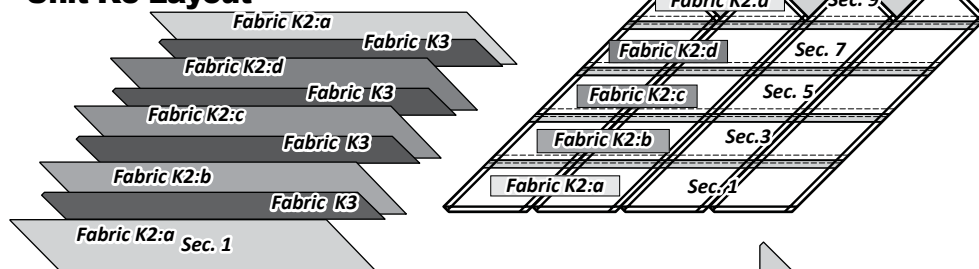 Unit K3 Layout
Fabric K2:a
Fabric K3
Fabric K2:d
Fabric K3
Fabric K2:c
Fabric K3
Fabric K2:b
Fabric K3
Fabric K2:a Sec. 1
Fabric K2:a Sec. 9
Fabric K2:d Sec. 7
Fabric K2:c Sec. 5
Fabric K2:b Sec.3
Fabric K2:a Sec. 1